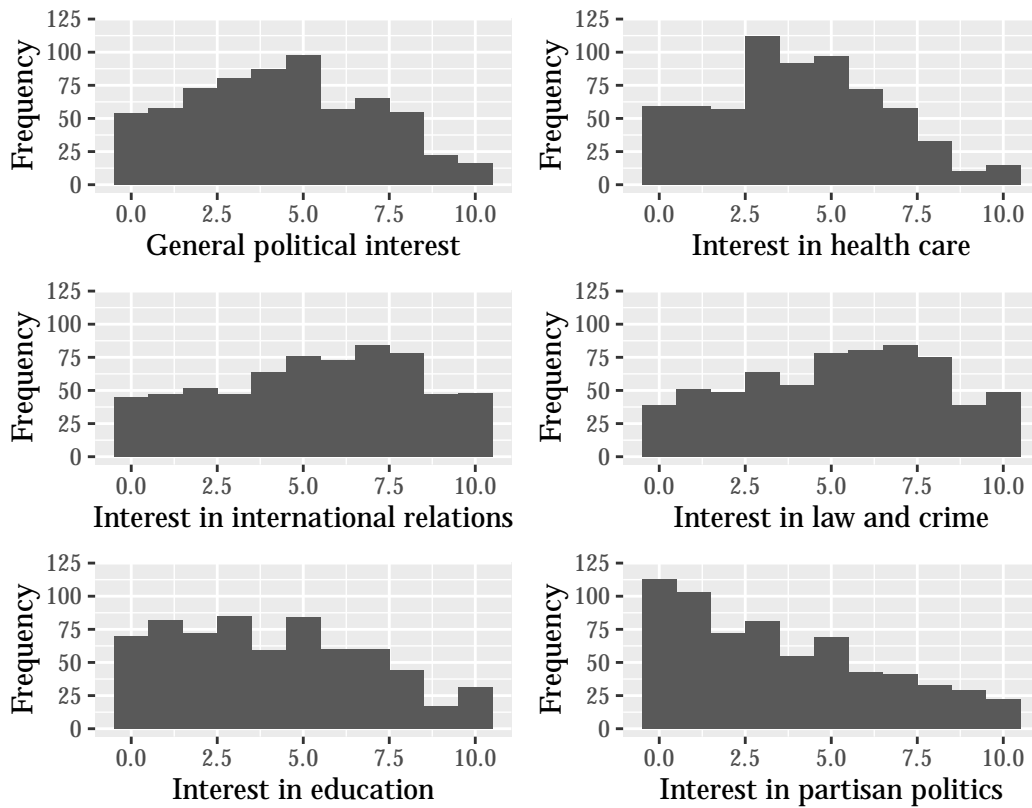 Frequency
125
100
75
50
25
0
0.0 2.5 5.0 7.5 10.0
General political interest
Frequency
125
100
75
50
25
0
0.0 2.5 5.0 7.5 10.0
Interest in health care
Frequency
125
100
75
50
25
0
0.0 2.5 5.0 7.5 10.0
Interest in international relations
Frequency
125
100
75
50
25
0
0.0 2.5 5.0 7.5 10.0
Interest in law and crime
Frequency
125
100
75
50
25
0
0.0 2.5 5.0 7.5 10.0
Interest in education
Frequency
125
100
75
50
25
0
0.0 2.5 5.0 7.5 10.0
Interest in partisan politics